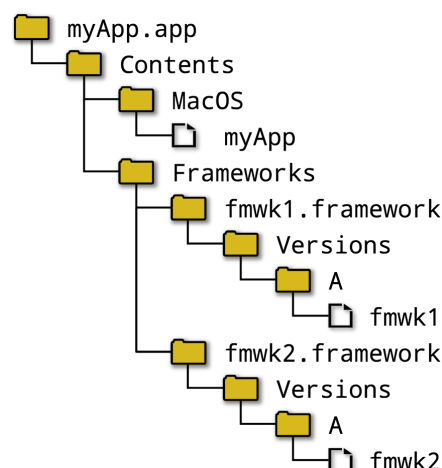 myApp.app
Contents
MacOS
myApp
Frameworks
fmwk1.framework
Versions
A
fmwk1
fmwk2.framework
Versions
A
fmwk2